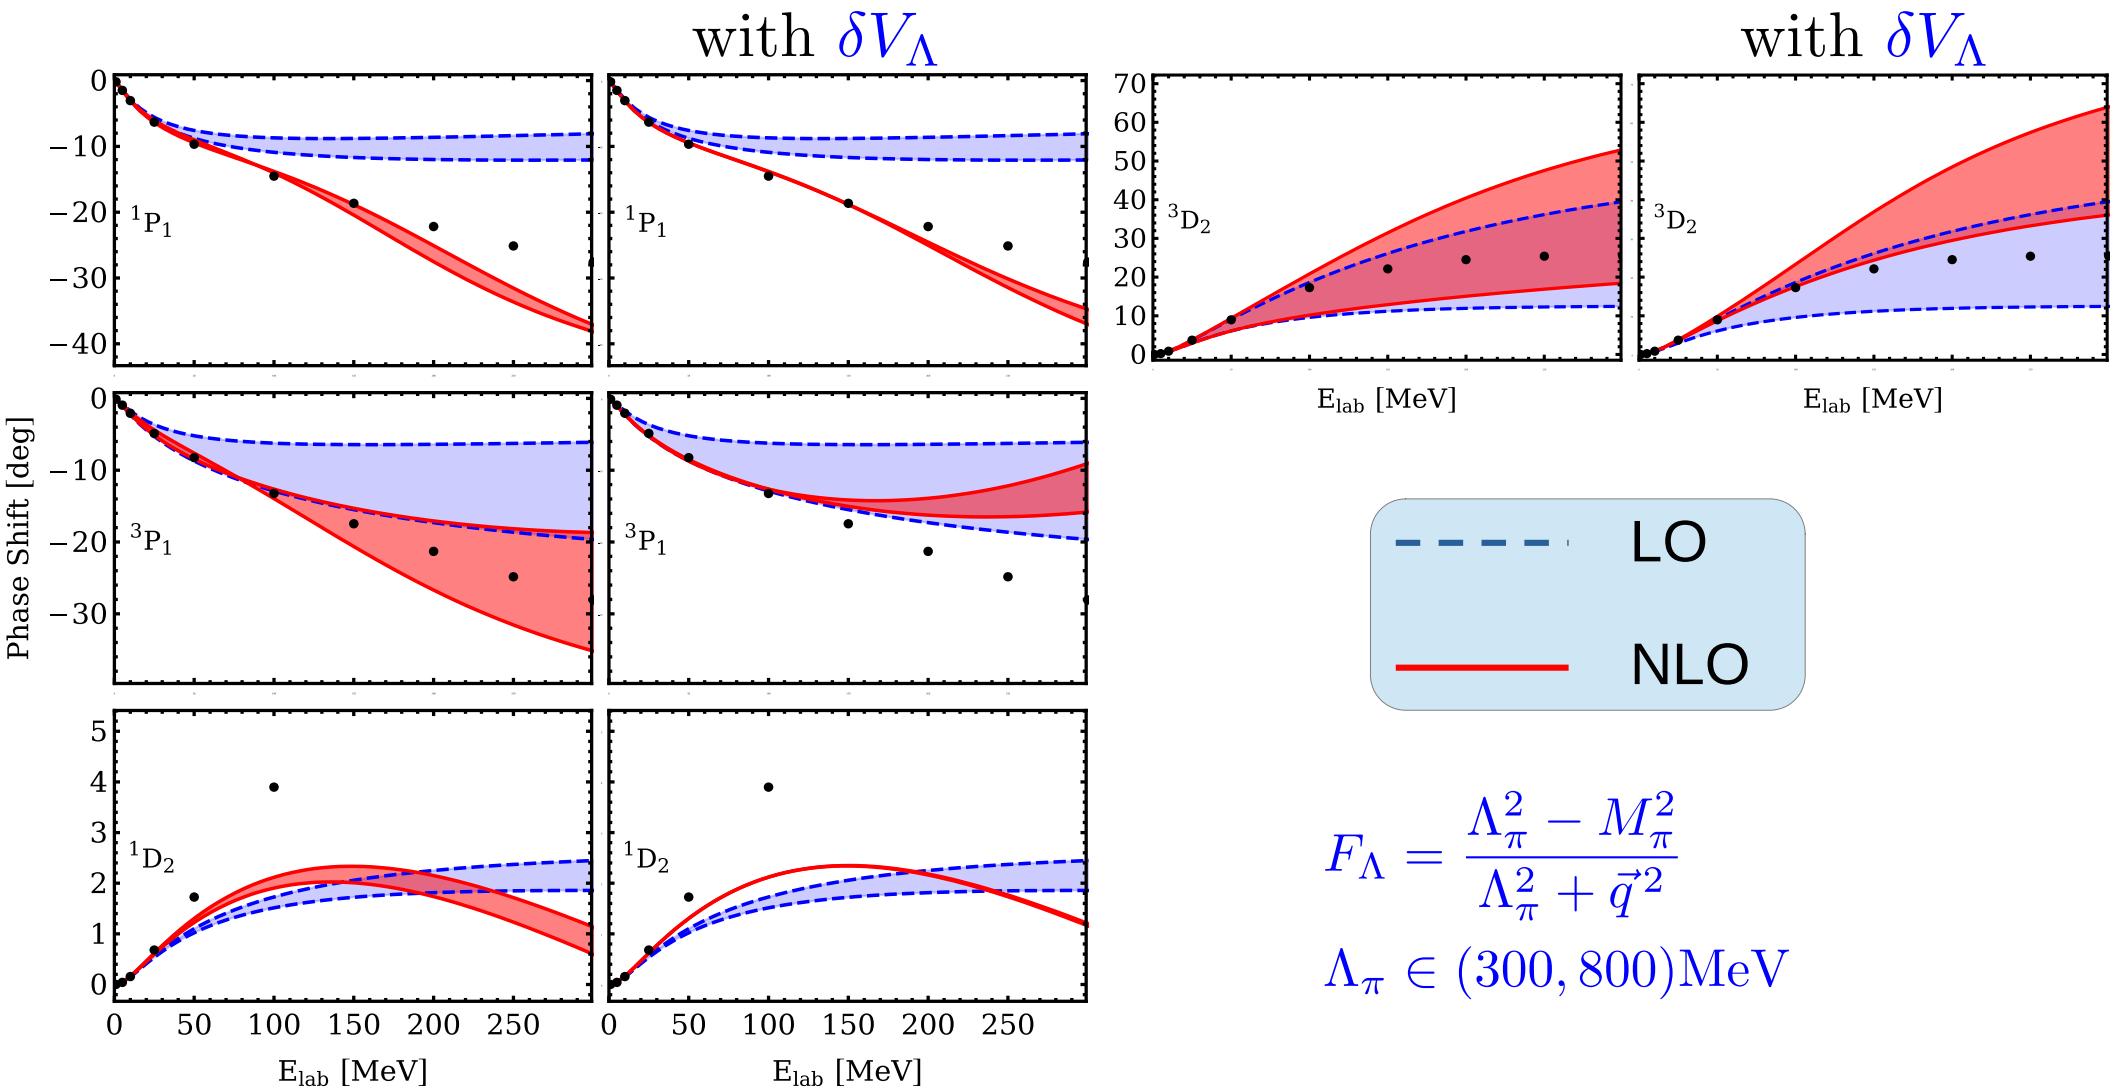 with δV_Λ
with δV_Λ
0
−10
−20
−30
−40
¹P₁
¹P₁
70
60
50
40
30
20
10
0
³D₂
³D₂
E_lab [MeV]
E_lab [MeV]
Phase Shift [deg]
0
−10
−20
−30
³P₁
³P₁
LO
NLO
5
4
3
2
1
0
¹D₂
¹D₂
0 50 100 150 200 250
0 50 100 150 200 250
E_lab [MeV]
E_lab [MeV]
F_Λ = (Λ_π² − M_π²) / (Λ_π² + q⃗ ²)
Λ_π ∈ (300, 800)MeV